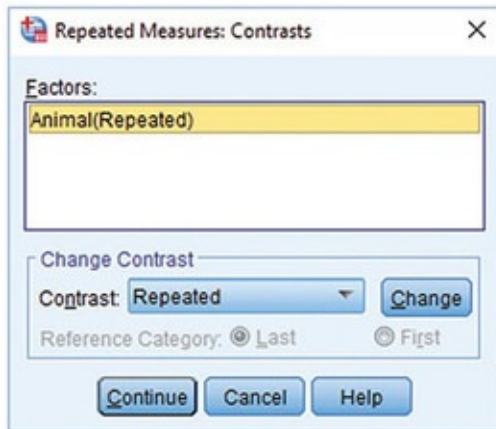 Repeated Measures: Contrasts
Factors:
Animal(Repeated)
Change Contrast
Contrast: Repeated Change
Reference Category: Last First
Continue Cancel Help